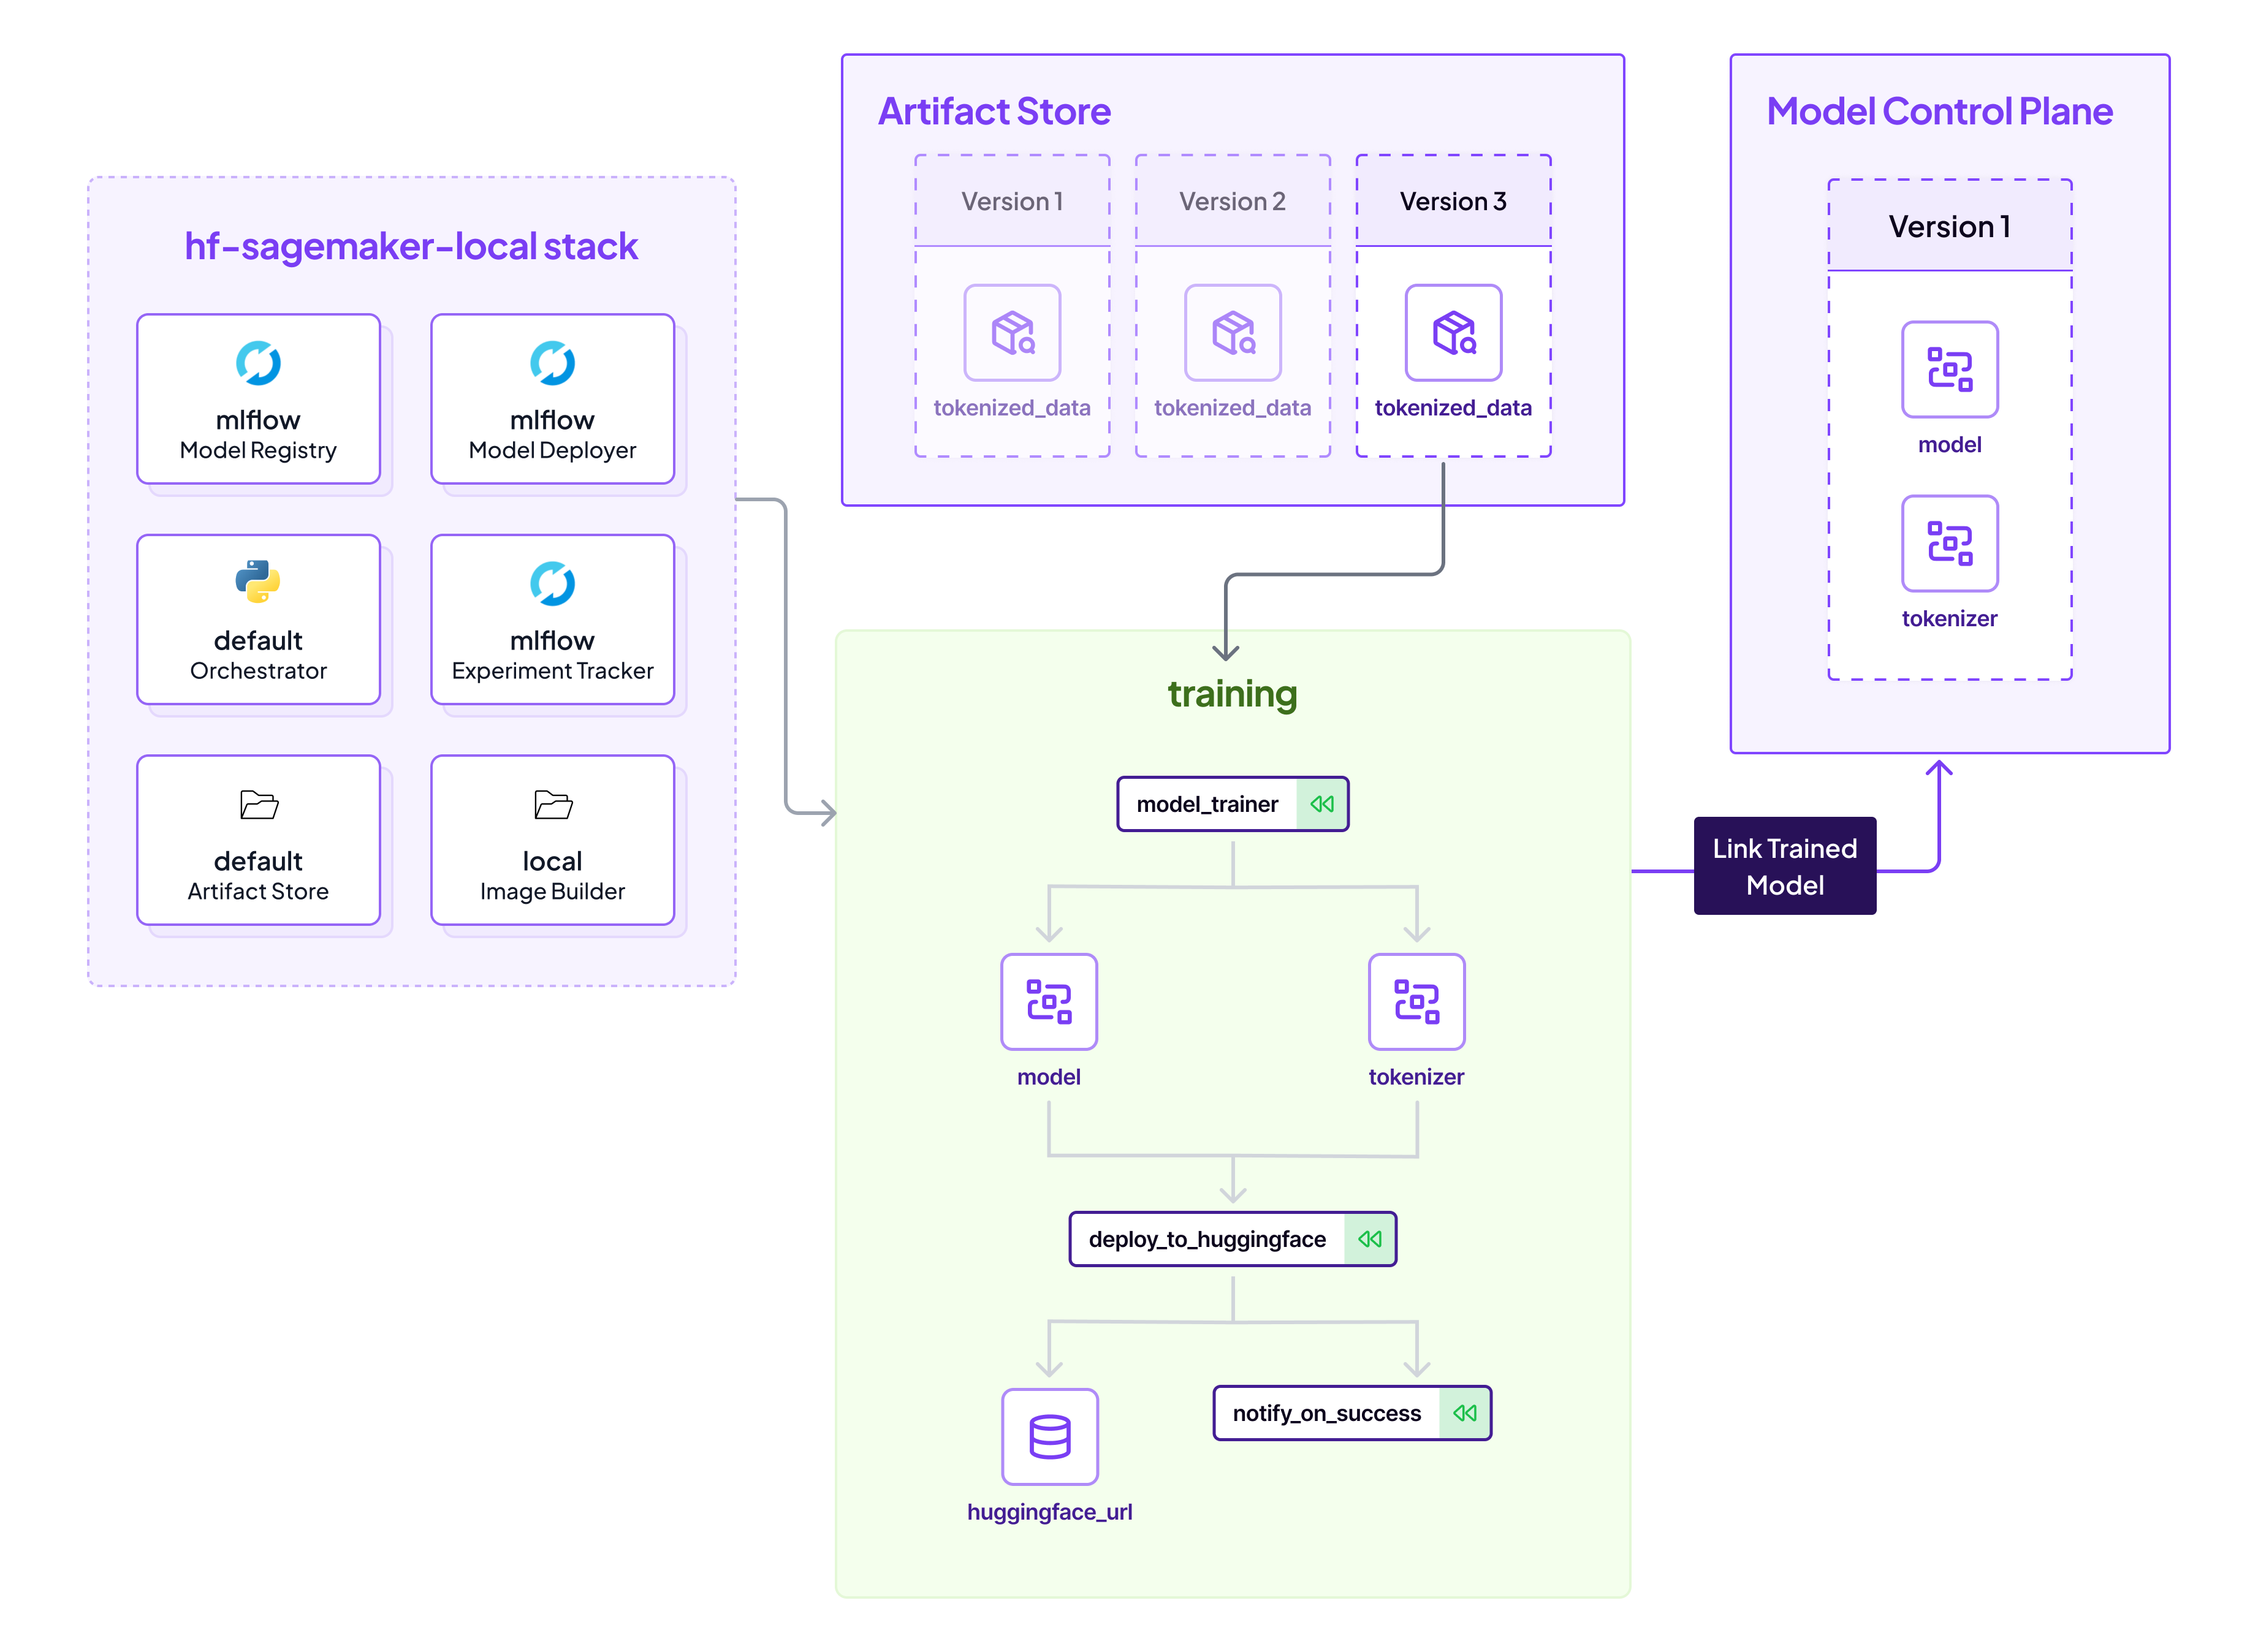 hf-sagemaker-local stack
mlflow
Model Registry
mlflow
Model Deployer
default
Orchestrator
mlflow
Experiment Tracker
default
Artifact Store
local
Image Builder
Artifact Store
Version 1
tokenized_data
Version 2
tokenized_data
Version 3
tokenized_data
training
model_trainer
model
tokenizer
deploy_to_huggingface
huggingface_url
notify_on_success
Link Trained
Model
Model Control Plane
Version 1
model
tokenizer